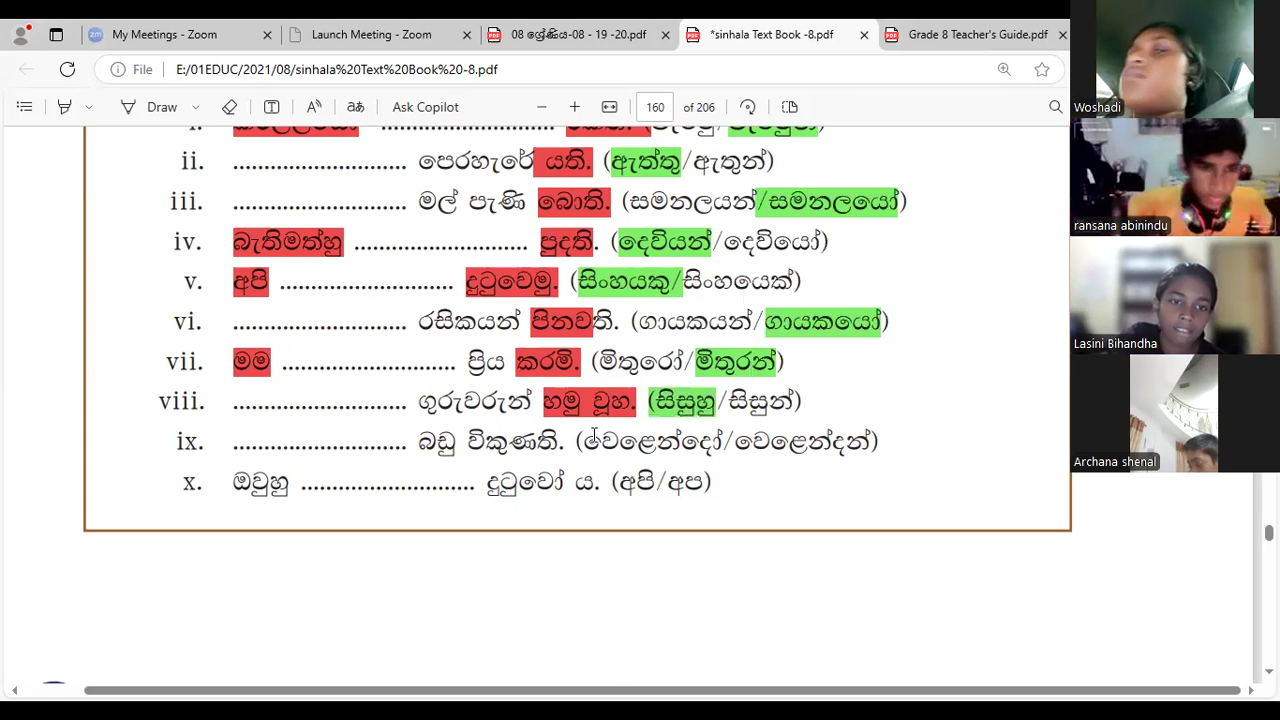 My Meetings - Zoom
Launch Meeting - Zoom
08 ශ්‍රේණිය-08 - 19 -20.pdf
*sinhala Text Book -8.pdf
Grade 8 Teacher's Guide.pdf
File E:/01EDUC/2021/08/sinhala%20Text%20Book%20-8.pdf
Draw Ask Copilot 160 of 206
ii. .......................... පෙරහැරේ යති. (ඇත්තු/ඇතුන්)
iii. .......................... මල් පැණි බොති. (සමනලයන්/සමනලයෝ)
iv. බැතිමත්හු .......................... පුදති. (දෙවියන්/දෙවියෝ)
v. අපි .......................... දුටුවෙමු. (සිංහයකු/සිංහයෙක්)
vi. .......................... රසිකයන් පිනවති. (ගායකයන්/ගායකයෝ)
vii. මම .......................... ප්‍රිය කරමි. (මිතුරෝ/මිතුරන්)
viii. .......................... ගුරුවරුන් හමු වූහ. (සිසුහු/සිසුන්)
ix. .......................... බඩු විකුණති. (වෙළෙන්දෝ/වෙළෙන්දන්)
x. ඔවුහු .......................... දුටුවෝ ය. (අපි/අප)
Woshadi
ransana abinindu
Lasini Bihandha
Archana shenal